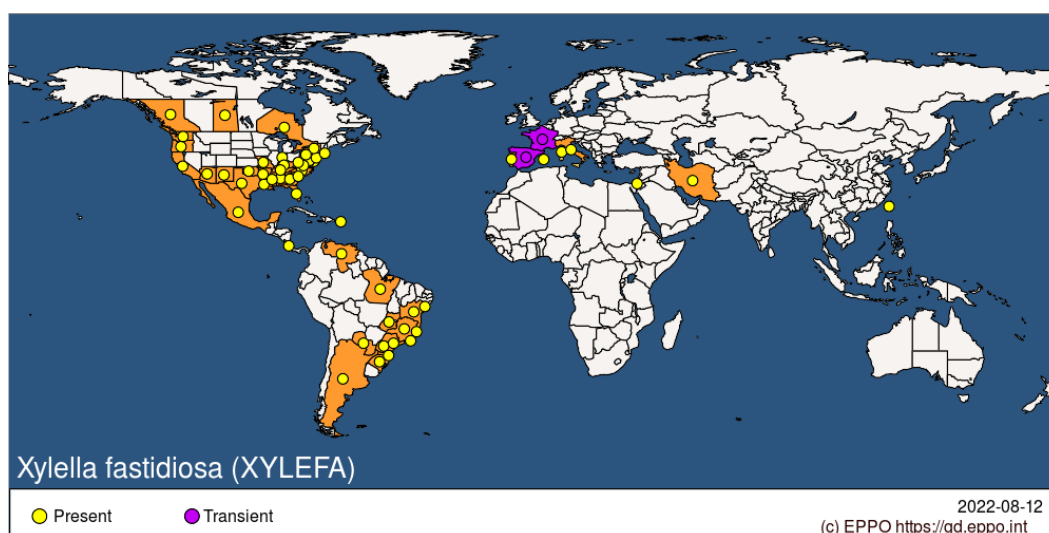 Xylella fastidiosa (XYLEFA)
Present
Transient
2022-08-12
(c) EPPO https://gd.eppo.int